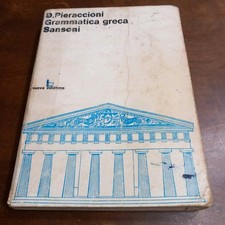 D.Pieraccioni
Grammatica greca
Sansoni
nuova edizione